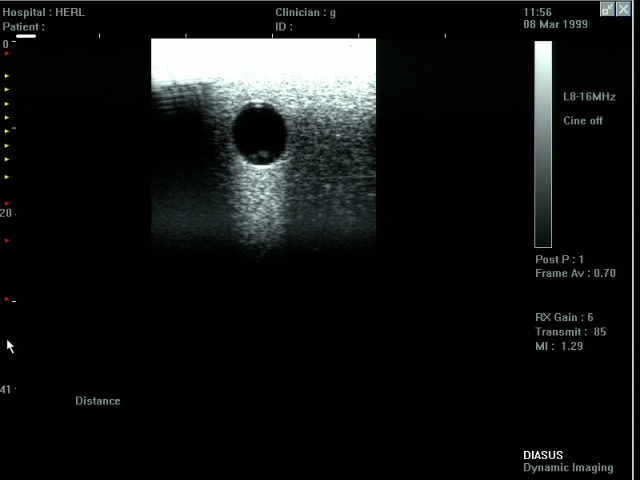 Hospital : HERL
Patient :
Clinician : g
ID :
11:56
08 Mar 1999
0
20
41
L8-16MHz
Cine off
Post P : 1
Frame Av : 0.70
RX Gain : 6
Transmit : 85
MI : 1.29
Distance
DIASUS
Dynamic Imaging